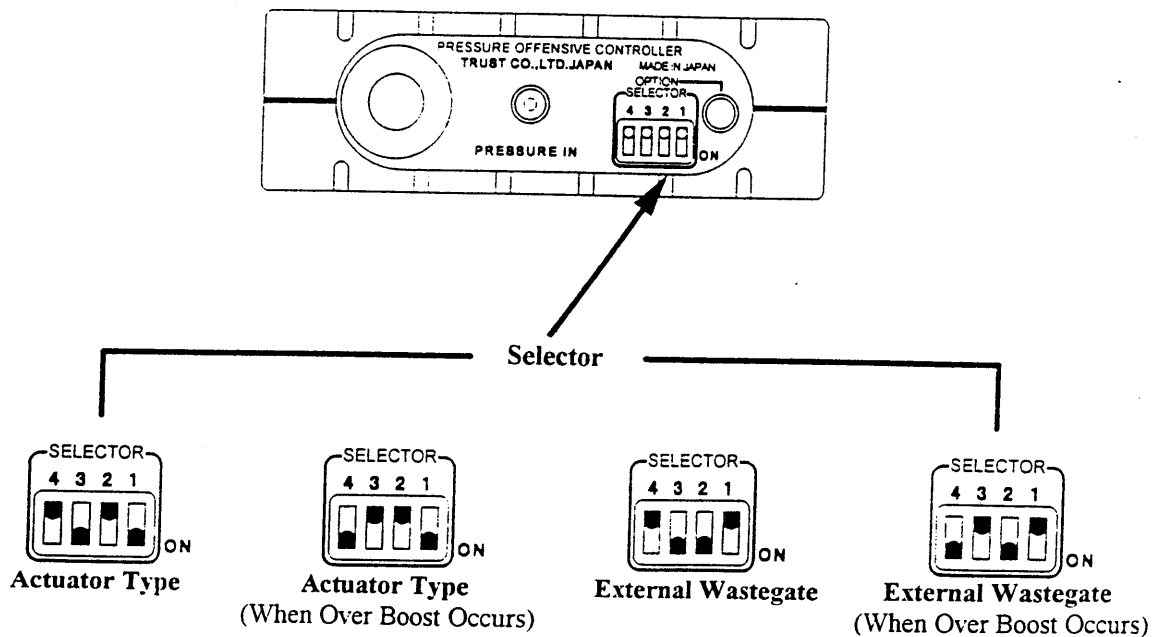 PRESSURE OFFENSIVE CONTROLLER
TRUST CO.,LTD.JAPAN
MADE IN JAPAN
OPTION
SELECTOR
4 3 2 1
ON
PRESSURE IN
Selector
SELECTOR
4 3 2 1
ON
Actuator Type
SELECTOR
4 3 2 1
ON
Actuator Type
(When Over Boost Occurs)
SELECTOR
4 3 2 1
ON
External Wastegate
SELECTOR
4 3 2 1
ON
External Wastegate
(When Over Boost Occurs)